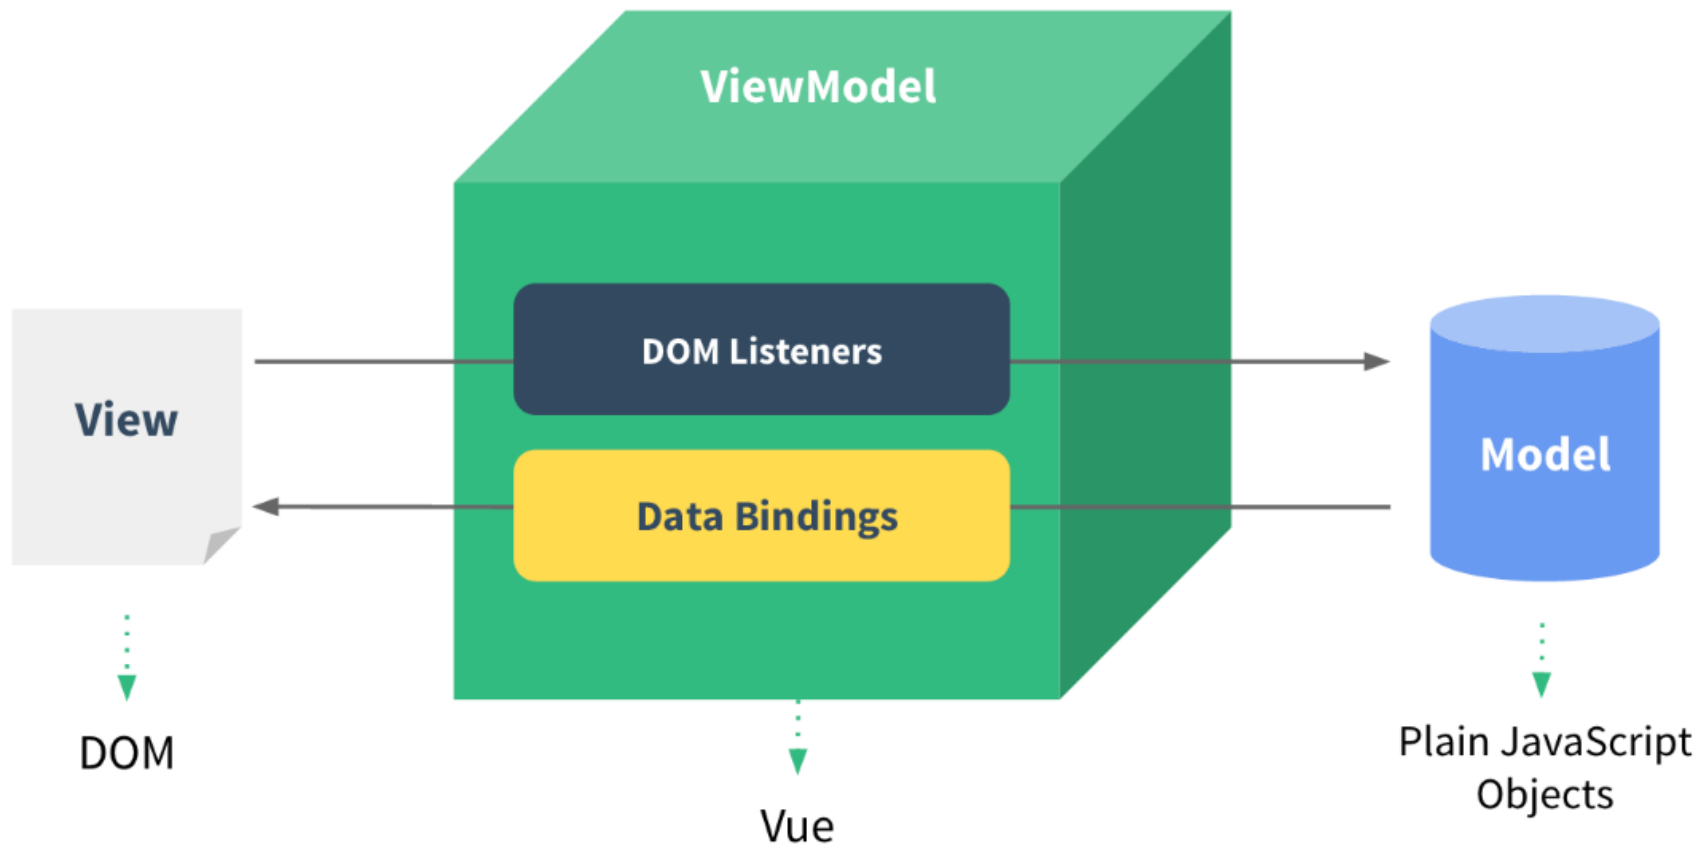 ViewModel
DOM Listeners
View
Data Bindings
Model
DOM
Vue
Plain JavaScript
Objects